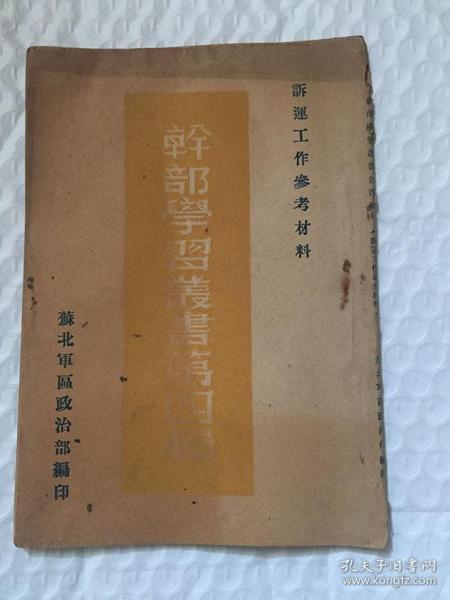 訴運工作參考材料
幹部學習叢書第四輯
蘇北軍區政治部編印
孔夫子旧书网
www.kongfz.com